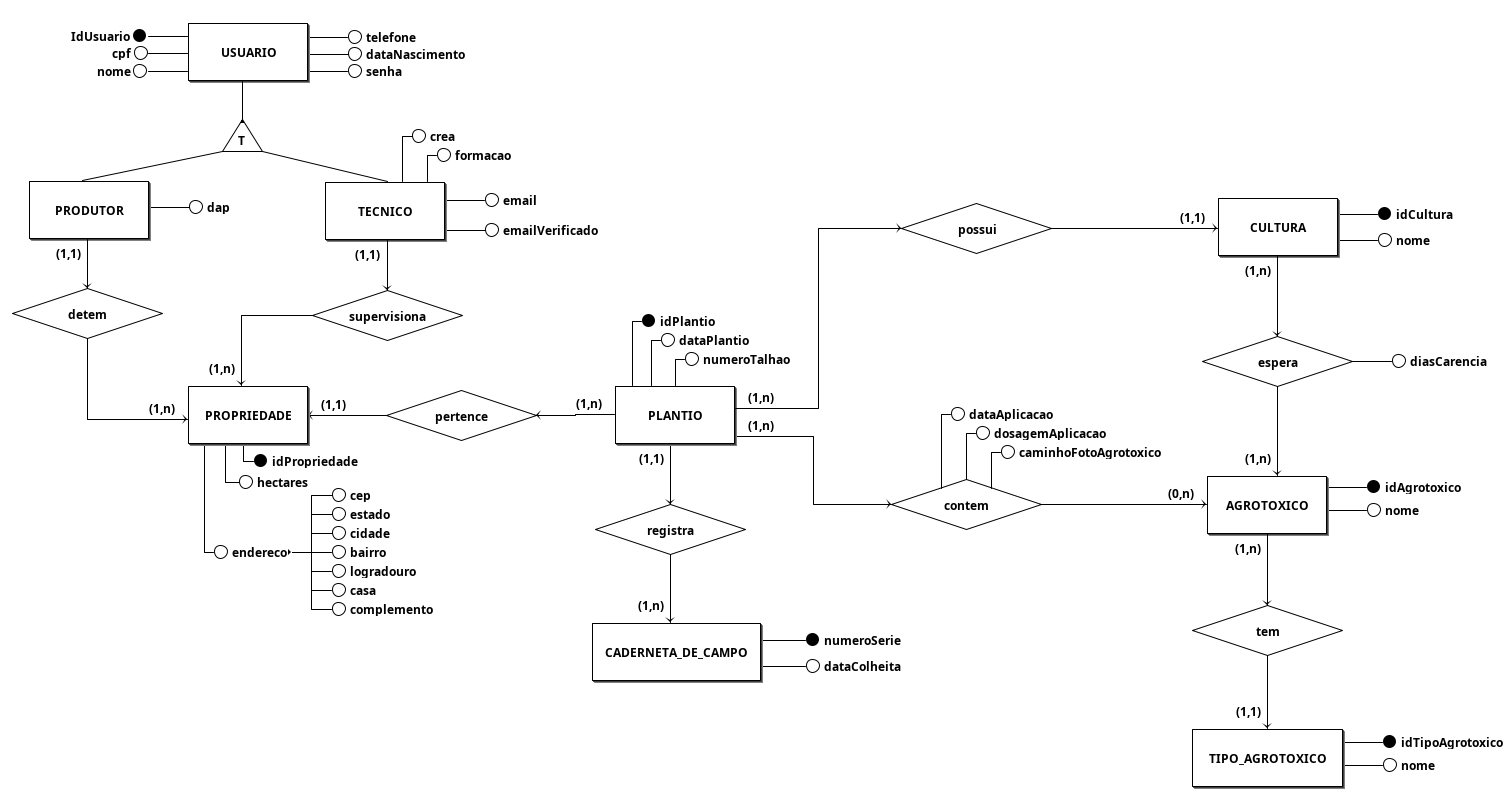 IdUsuario
cpf
nome
USUARIO
telefone
dataNascimento
senha
T
crea
formacao
PRODUTOR
dap
TECNICO
email
emailVerificado
(1,1)
(1,1)
detem
supervisiona
(1,n)
(1,n)
PROPRIEDADE
(1,1)
pertence
(1,n)
idPropriedade
hectares
endereco
cep
estado
cidade
bairro
logradouro
casa
complemento
idPlantio
dataPlantio
numeroTalhao
PLANTIO
(1,n)
(1,n)
(1,1)
registra
(1,n)
CADERNETA_DE_CAMPO
numeroSerie
dataColheita
possui
(1,1)
CULTURA
idCultura
nome
(1,n)
espera
diasCarencia
(1,n)
dataAplicacao
dosagemAplicacao
caminhoFotoAgrotoxico
contem
(0,n)
AGROTOXICO
idAgrotoxico
nome
(1,n)
tem
(1,1)
TIPO_AGROTOXICO
idTipoAgrotoxico
nome